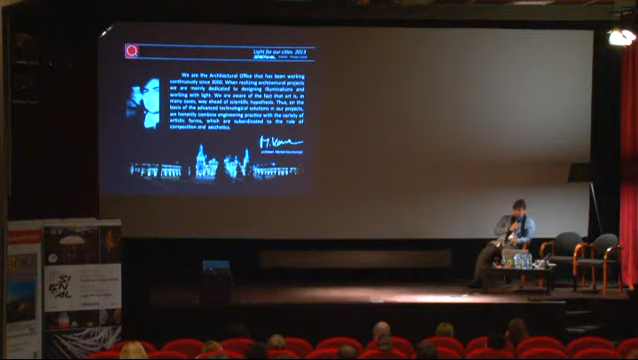 Light for our cities 2013
We are the Architectural Office that has been working
continuously since 2000. When realizing architectural projects
we are mainly dedicated to designing illuminations and
working with light. We are aware of the fact that art is, in
many cases, way ahead of scientific hypothesis. Thus, on the
basis of the advanced technological solutions in our projects,
we fervently combine engineering practice with the variety of
artistic forms, which are subordinated to the rule of
composition and aesthetics.
SI
GN
AL